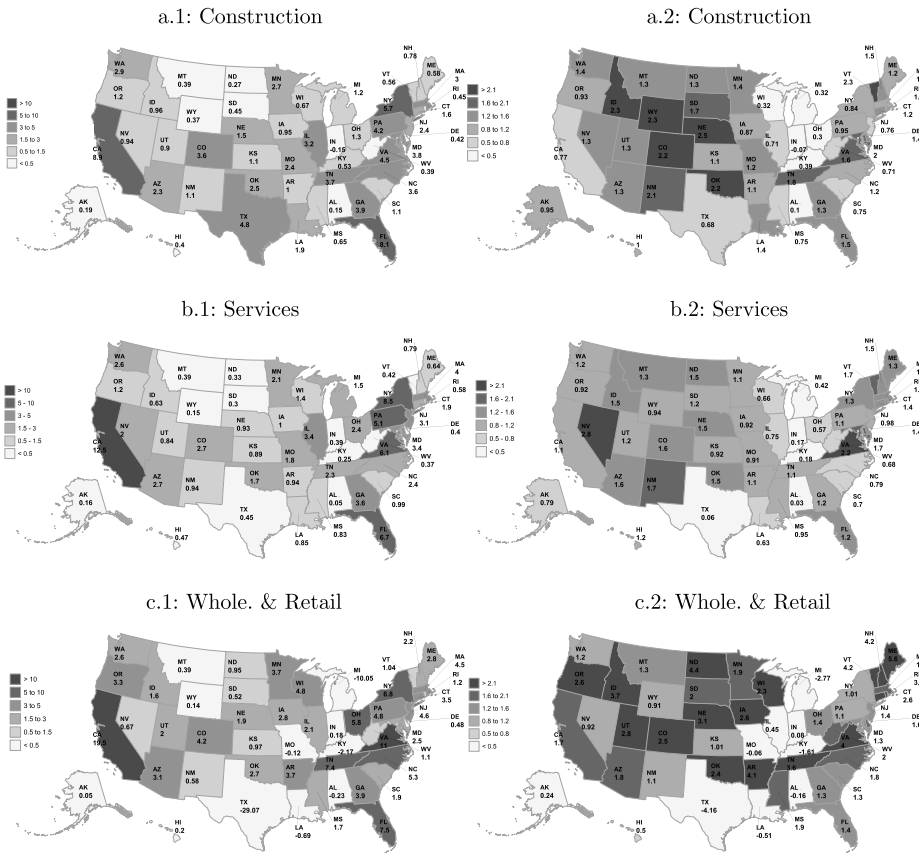 a.1: Construction
> 10
5 to 10
3 to 5
1.5 to 3
0.5 to 1.5
< 0.5
WA 2.9
OR 1.2
CA 8.9
NV 0.94
ID 0.96
MT 0.39
WY 0.37
UT 0.9
AZ 2.3
CO 3.6
NM 1.1
ND 0.27
SD 0.45
NE 1.5
KS 1.1
OK 2.5
TX 4.8
MN 2.7
IA 0.95
MO 2.4
AR 1
LA 1.9
WI 0.67
IL 3.2
MI 1.2
IN -0.15
OH 1.3
KY 0.53
TN 3.7
MS 0.65
AL 0.15
GA 3.9
FL 8.1
SC 1.1
NC 3.6
VA 4.5
WV 0.39
MD 3.8
DE 0.42
PA 4.2
NJ 2.4
NY 5.7
CT 1.6
RI 0.45
MA 3
VT 0.56
NH 0.78
ME 0.58
AK 0.19
HI 0.4
a.2: Construction
> 2.1
1.6 to 2.1
1.2 to 1.6
0.8 to 1.2
0.5 to 0.8
< 0.5
WA 1.4
OR 0.93
CA 0.77
NV 1.3
ID 2.3
MT 1.3
WY 2.3
UT 1.3
AZ 1.3
CO 2.2
NM 2.1
ND 1.3
SD 1.7
NE 2.5
KS 1.1
OK 2.2
TX 0.68
MN 1.4
IA 0.87
MO 1.2
AR 1.1
LA 1.4
WI 0.32
IL 0.71
MI 0.32
IN -0.07
OH 0.3
KY 0.39
TN 1.8
MS 0.75
AL 0.1
GA 1.3
FL 1.5
SC 0.75
NC 1.2
VA 1.6
WV 0.71
MD 2
DE
PA 0.95
NJ 0.76
NY 0.84
CT 1.2
RI
MA
VT 2.3
NH 1.5
ME 1.2
AK 0.95
HI 1
b.1: Services
> 10
5 - 10
3 - 5
1.5 - 3
0.5 - 1.5
< 0.5
WA 2.6
OR 1.2
CA 12.5
NV 2
ID 0.63
MT 0.39
WY 0.15
UT 0.84
AZ 2.7
CO 2.7
NM 0.94
ND 0.33
SD 0.3
NE 0.93
KS 0.89
OK 1.7
TX 0.45
MN 2.1
IA 1
MO 1.8
AR 0.94
LA 0.85
WI 1.4
IL 3.4
MI 1.5
IN 0.39
OH 2.4
KY 0.25
TN 2.3
MS 0.83
AL 0.05
GA 3.6
FL 6.7
SC 0.99
NC 2.4
VA 6.1
WV 0.37
MD 3.4
DE 0.4
PA 5.1
NJ 3.1
NY 8.5
CT 1.9
RI 0.58
MA 4
VT 0.42
NH 0.79
ME 0.64
AK 0.16
HI 0.47
b.2: Services
> 2.1
1.6 - 2.1
1.2 - 1.6
0.8 - 1.2
0.5 - 0.8
< 0.5
WA 1.2
OR 0.92
CA 1.1
NV 2.8
ID 1.5
MT 1.3
WY 0.94
UT 1.2
AZ 1.6
CO 1.6
NM 1.7
ND 1.5
SD 1.2
NE 1.5
KS 0.92
OK 1.5
TX 0.06
MN 1.1
IA 0.92
MO 0.91
AR 1.1
LA 0.63
WI 0.66
IL 0.75
MI 0.42
IN 0.17
OH 0.57
KY 0.18
TN 1.1
MS 0.95
AL 0.03
GA 1.2
FL 1.2
SC 0.7
NC 0.79
VA 2.2
WV 0.68
MD 1.7
DE
PA 1.1
NJ 0.98
NY 1.3
CT 1.4
RI
MA
VT 1.7
NH 1.5
ME 1.3
AK 0.79
HI 1.2
c.1: Whole. & Retail
> 10
5 to 10
3 to 5
1.5 to 3
0.5 to 1.5
< 0.5
WA 2.6
OR 3.3
CA 19.5
NV 0.67
ID 1.6
MT 0.39
WY 0.14
UT 2
AZ 3.1
CO 4.2
NM 0.58
ND 0.95
SD 0.52
NE 1.9
KS 0.97
OK 2.7
TX -29.07
MN 3.7
IA 2.8
MO -0.12
AR 3.7
LA -0.69
WI 4.8
IL 2.1
MI -10.05
IN 0.18
OH 5.8
KY -2.17
TN 7.4
MS 1.7
AL -0.23
GA 3.9
FL 7.5
SC 1.9
NC 5.3
VA 11
WV 1.1
MD 2.5
DE 0.48
PA 4.8
NJ 4.6
NY 6.8
CT 3.5
RI 1.2
MA 4.5
VT 1.04
NH 2.2
ME 2.8
AK 0.05
HI 0.2
c.2: Whole. & Retail
> 2.1
1.6 to 2.1
1.2 to 1.6
0.8 to 1.2
0.5 to 0.8
< 0.5
WA 1.2
OR 2.6
CA 1.7
NV 0.92
ID 3.7
MT 1.3
WY 0.91
UT 2.8
AZ 1.8
CO 2.5
NM 1.1
ND 4.4
SD 2
NE 3.1
KS 1.01
OK 2.4
TX -4.16
MN 1.9
IA 2.6
MO -0.06
AR 4.1
LA -0.51
WI 2.3
IL 0.45
MI -2.77
IN 0.08
OH 1.4
KY -1.61
TN 3.6
MS 1.9
AL -0.16
GA 1.3
FL 1.4
SC 1.3
NC 1.8
VA 4
WV 2
MD 1.3
DE
PA 1.1
NJ 1.4
NY 1.01
CT 2.6
RI
MA
VT 4.2
NH 4.2
ME 5.6
AK 0.24
HI 0.5